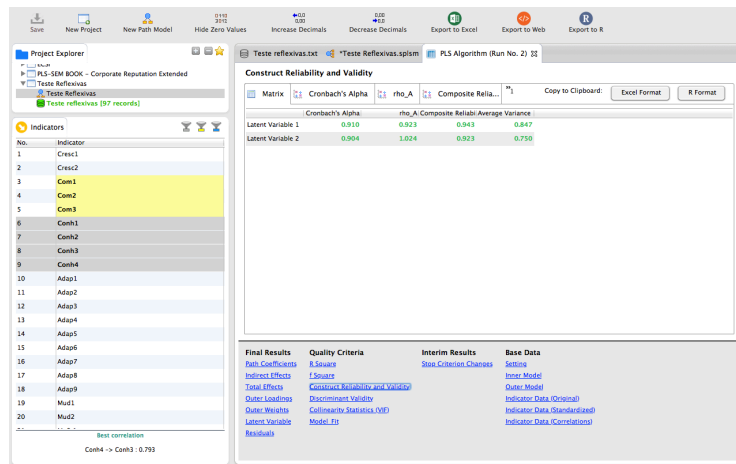 Save New Project New Path Model Hide Zero Values Increase Decimals Decrease Decimals Export to Excel Export to Web Export to R
Project Explorer
PLS-SEM BOOK - Corporate Reputation Extended
Teste Reflexivas
Teste Reflexivas
Teste reflexivas [97 records]
Indicators
No. Indicator
1 Cresc1
2 Cresc2
3 Com1
4 Com2
5 Com3
6 Conh1
7 Conh2
8 Conh3
9 Conh4
10 Adap1
11 Adap2
12 Adap3
13 Adap4
14 Adap5
15 Adap6
16 Adap7
17 Adap8
18 Adap9
19 Mud1
20 Mud2
Best correlation
Conh4 -> Conh3 : 0.793
Teste reflexivas.txt *Teste Reflexivas.splsm PLS Algorithm (Run No. 2)
Construct Reliability and Validity
Matrix Cronbach's Alpha rho_A Composite Relia... Copy to Clipboard: Excel Format R Format
Cronbach's Alpha rho_A Composite Reliabi Average Variance
Latent Variable 1 0.910 0.923 0.943 0.847
Latent Variable 2 0.904 1.024 0.923 0.750
Final Results Quality Criteria Interim Results Base Data
Path Coefficients R Square Stop Criterion Changes Setting
Indirect Effects f Square Inner Model
Total Effects Construct Reliability and Validity Outer Model
Outer Loadings Discriminant Validity Indicator Data (Original)
Outer Weights Collinearity Statistics (VIF) Indicator Data (Standardized)
Latent Variable Model_Fit Indicator Data (Correlations)
Residuals